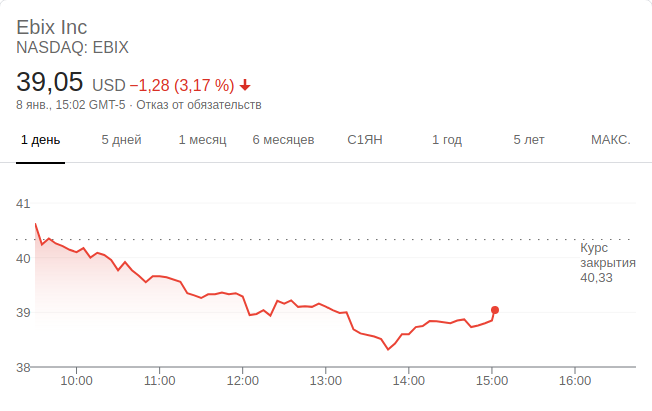 Ebix Inc
NASDAQ: EBIX
39,05 USD −1,28 (3,17 %)
8 янв., 15:02 GMT-5 · Отказ от обязательств
1 день 5 дней 1 месяц 6 месяцев С1ЯН 1 год 5 лет МАКС.
41
40
39
38
Курс
закрытия
40,33
10:00 11:00 12:00 13:00 14:00 15:00 16:00